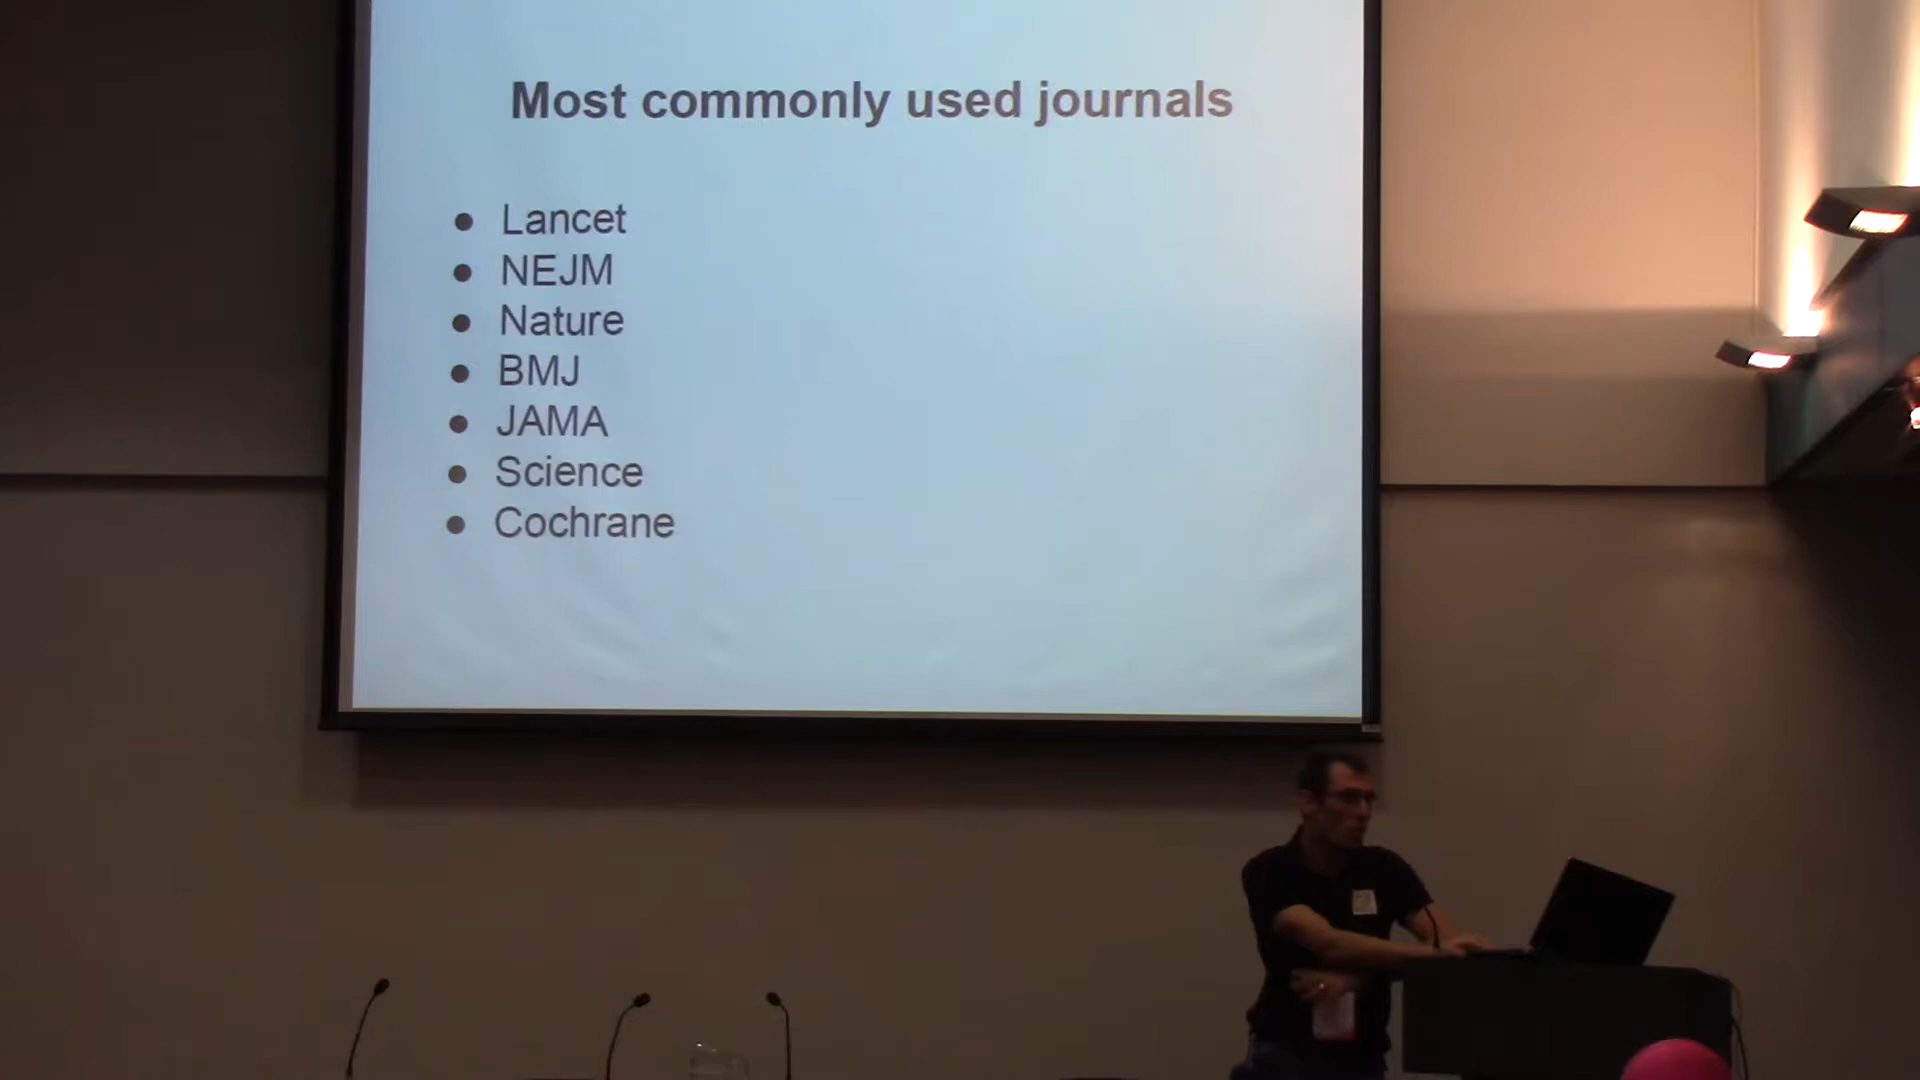 Most commonly used journals
● Lancet
● NEJM
● Nature
● BMJ
● JAMA
● Science
● Cochrane